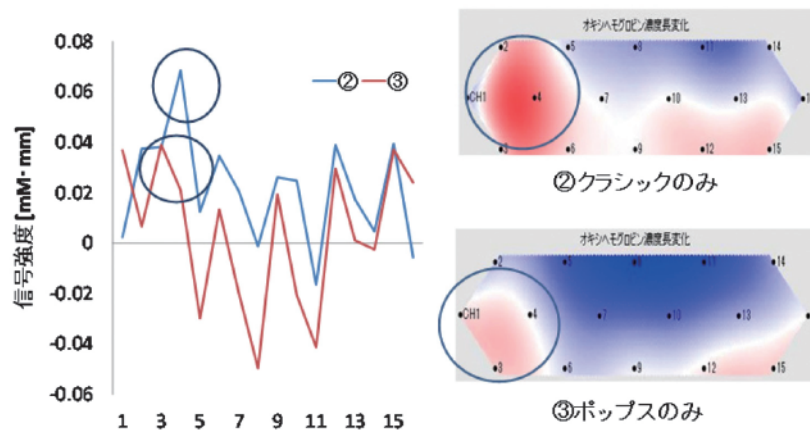 0.08
0.06
0.04
0.02
0
-0.02
-0.04
-0.06
信号強度 [mM・mm]
1 3 5 7 9 11 13 15
② ③
オキシヘモグロビン濃度長変化
2 5 8 11 14
CH1 4 7 10 13
3 6 9 12 15
②クラシックのみ
オキシヘモグロビン濃度長変化
2 5 8 11 14
CH1 4 7 10 13
3 6 9 12 15
③ポップスのみ